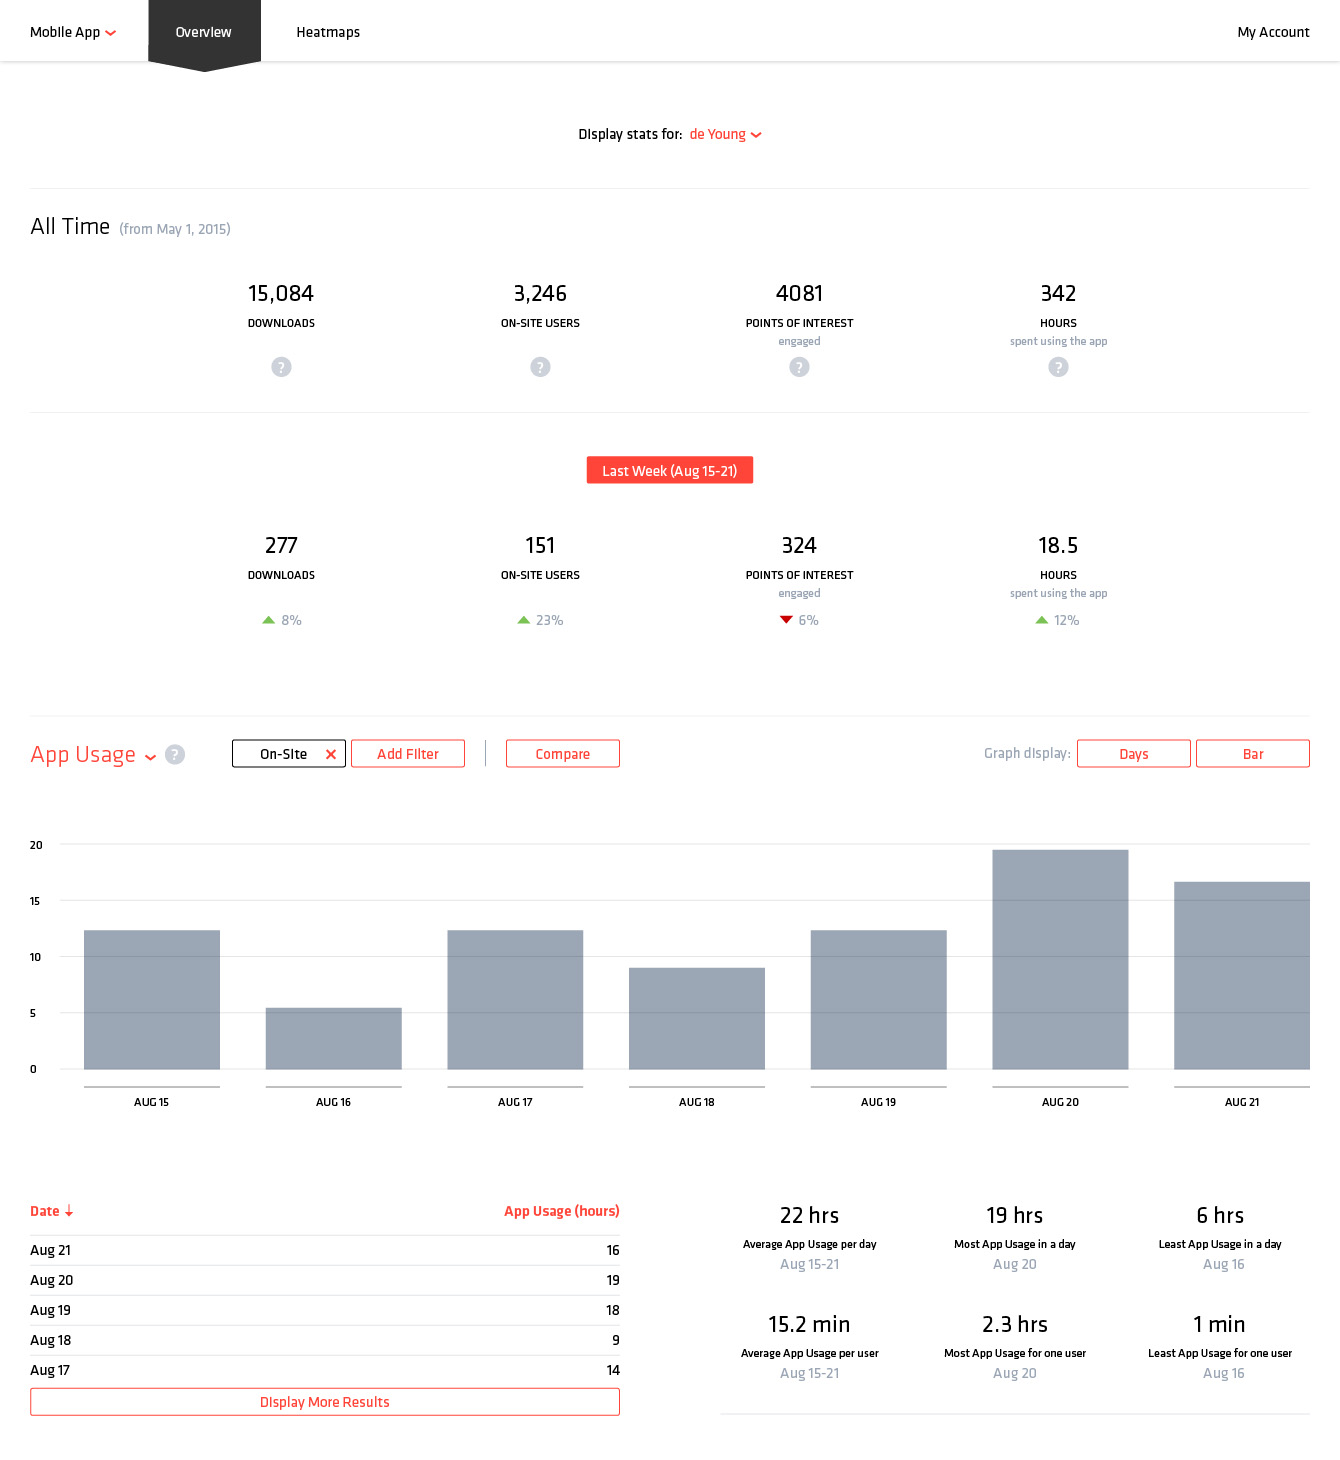 Mobile App Overview Heatmaps My Account
Display stats for: de Young
All Time (from May 1, 2015)
15,084 3,246 4081 342
DOWNLOADS ON-SITE USERS POINTS OF INTEREST HOURS
engaged spent using the app
? ? ? ?
Last Week (Aug 15-21)
277 151 324 18.5
DOWNLOADS ON-SITE USERS POINTS OF INTEREST HOURS
engaged spent using the app
8% 23% 6% 12%
App Usage ? On-Site Add Filter Compare Graph display: Days Bar
20
15
10
5
0
AUG 15 AUG 16 AUG 17 AUG 18 AUG 19 AUG 20 AUG 21
Date App Usage (hours)
Aug 21 16
Aug 20 19
Aug 19 18
Aug 18 9
Aug 17 14
Display More Results
22 hrs 19 hrs 6 hrs
Average App Usage per day Most App Usage in a day Least App Usage in a day
Aug 15-21 Aug 20 Aug 16
15.2 min 2.3 hrs 1 min
Average App Usage per user Most App Usage for one user Least App Usage for one user
Aug 15-21 Aug 20 Aug 16